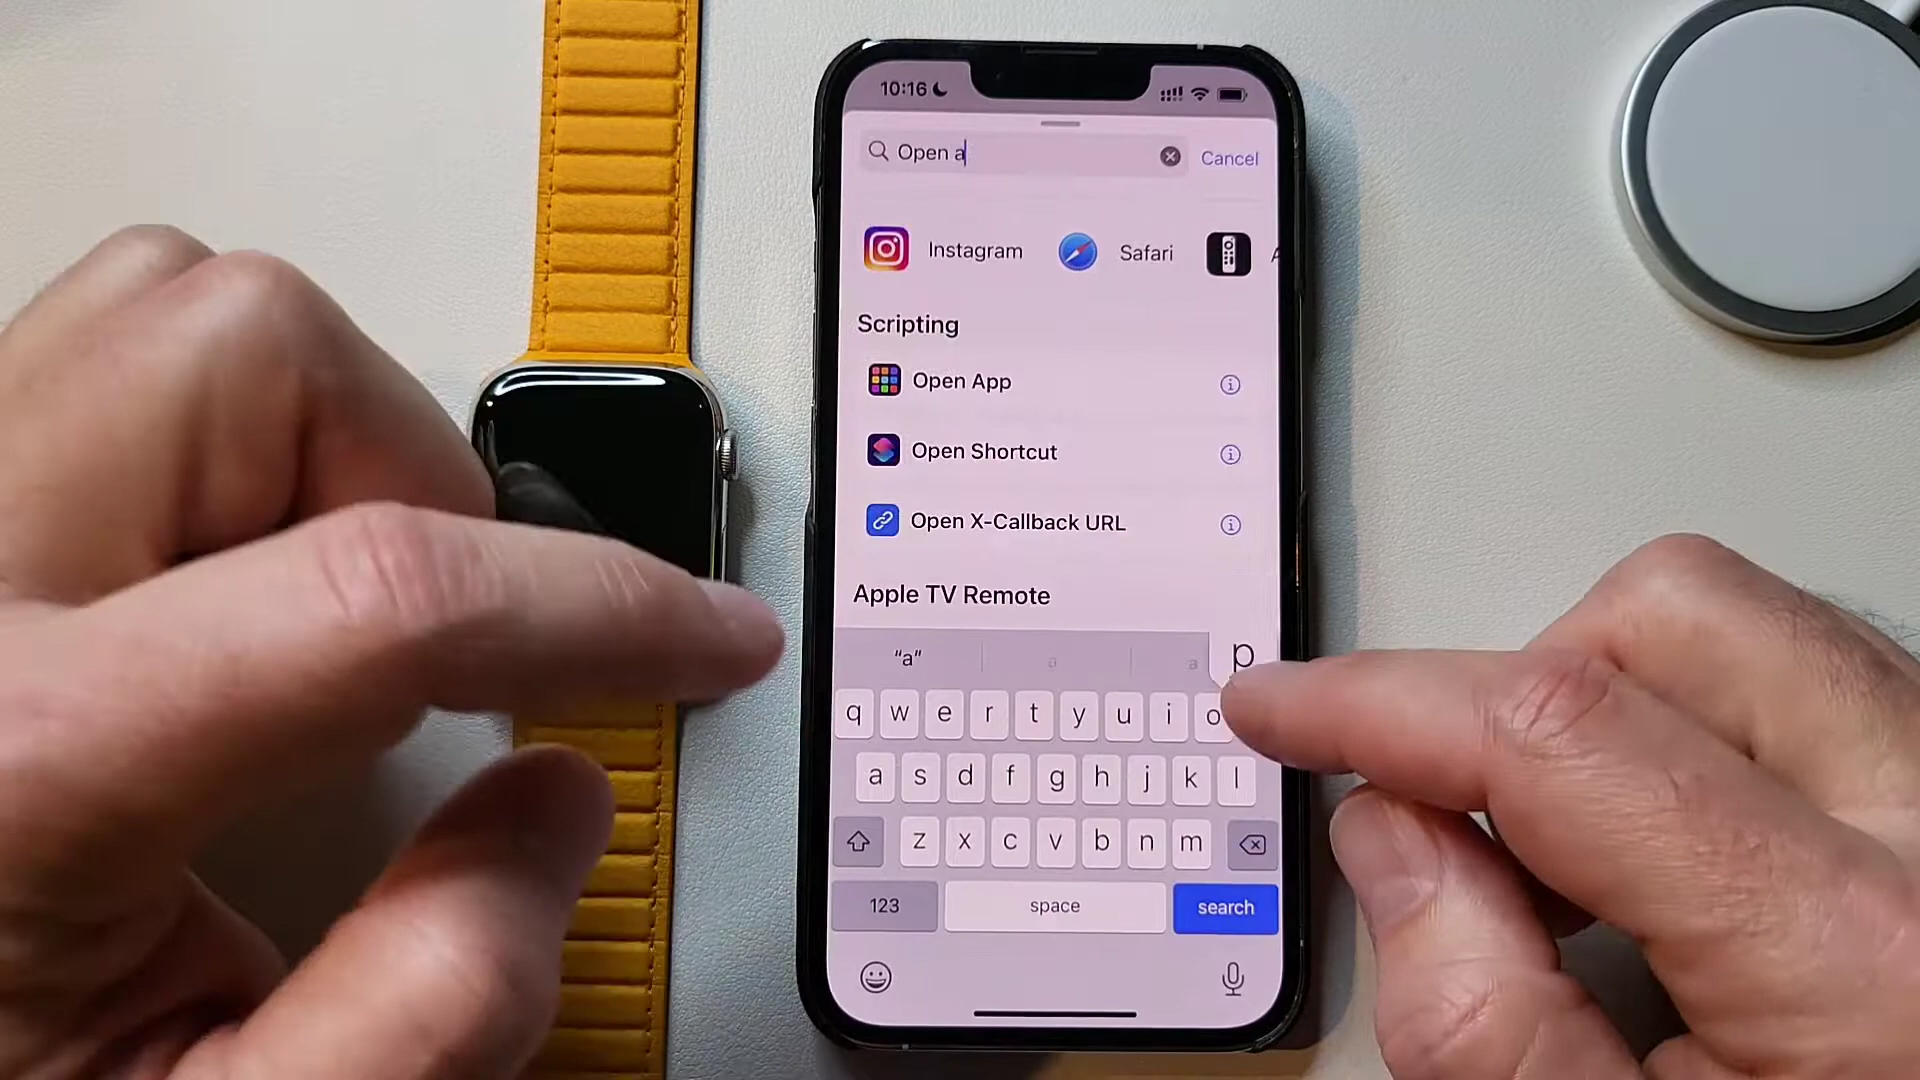 10:16
Open a
Cancel
Instagram
Safari
A
Scripting
Open App
Open Shortcut
Open X-Callback URL
Apple TV Remote
"a" a a p
q w e r t y u i o
a s d f g h j k l
z x c v b n m
123 space search